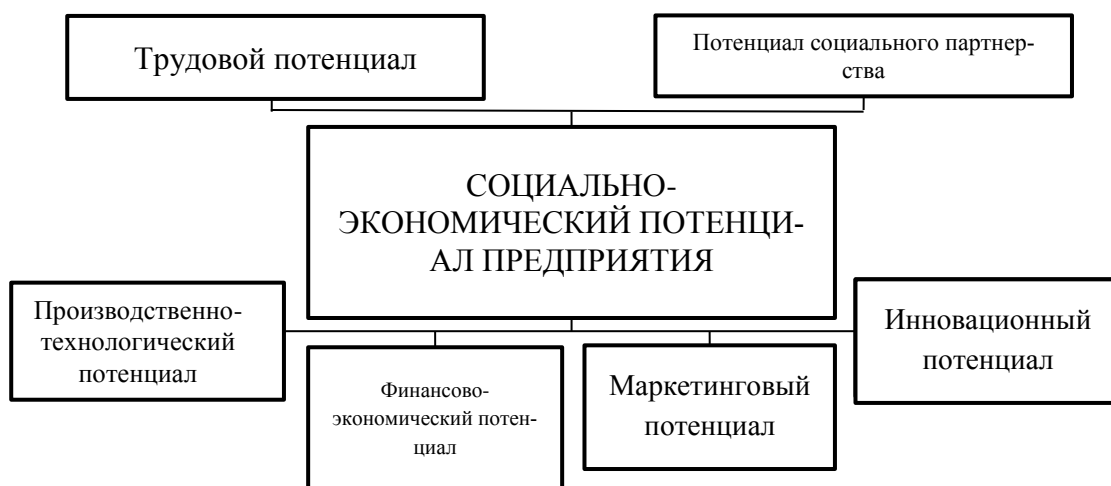 Трудовой потенциал
Потенциал социального партнер-
ства
СОЦИАЛЬНО-
ЭКОНОМИЧЕСКИЙ ПОТЕНЦИ-
АЛ ПРЕДПРИЯТИЯ
Производственно-
технологический
потенциал
Финансово-
экономический потен-
циал
Маркетинговый
потенциал
Инновационный
потенциал